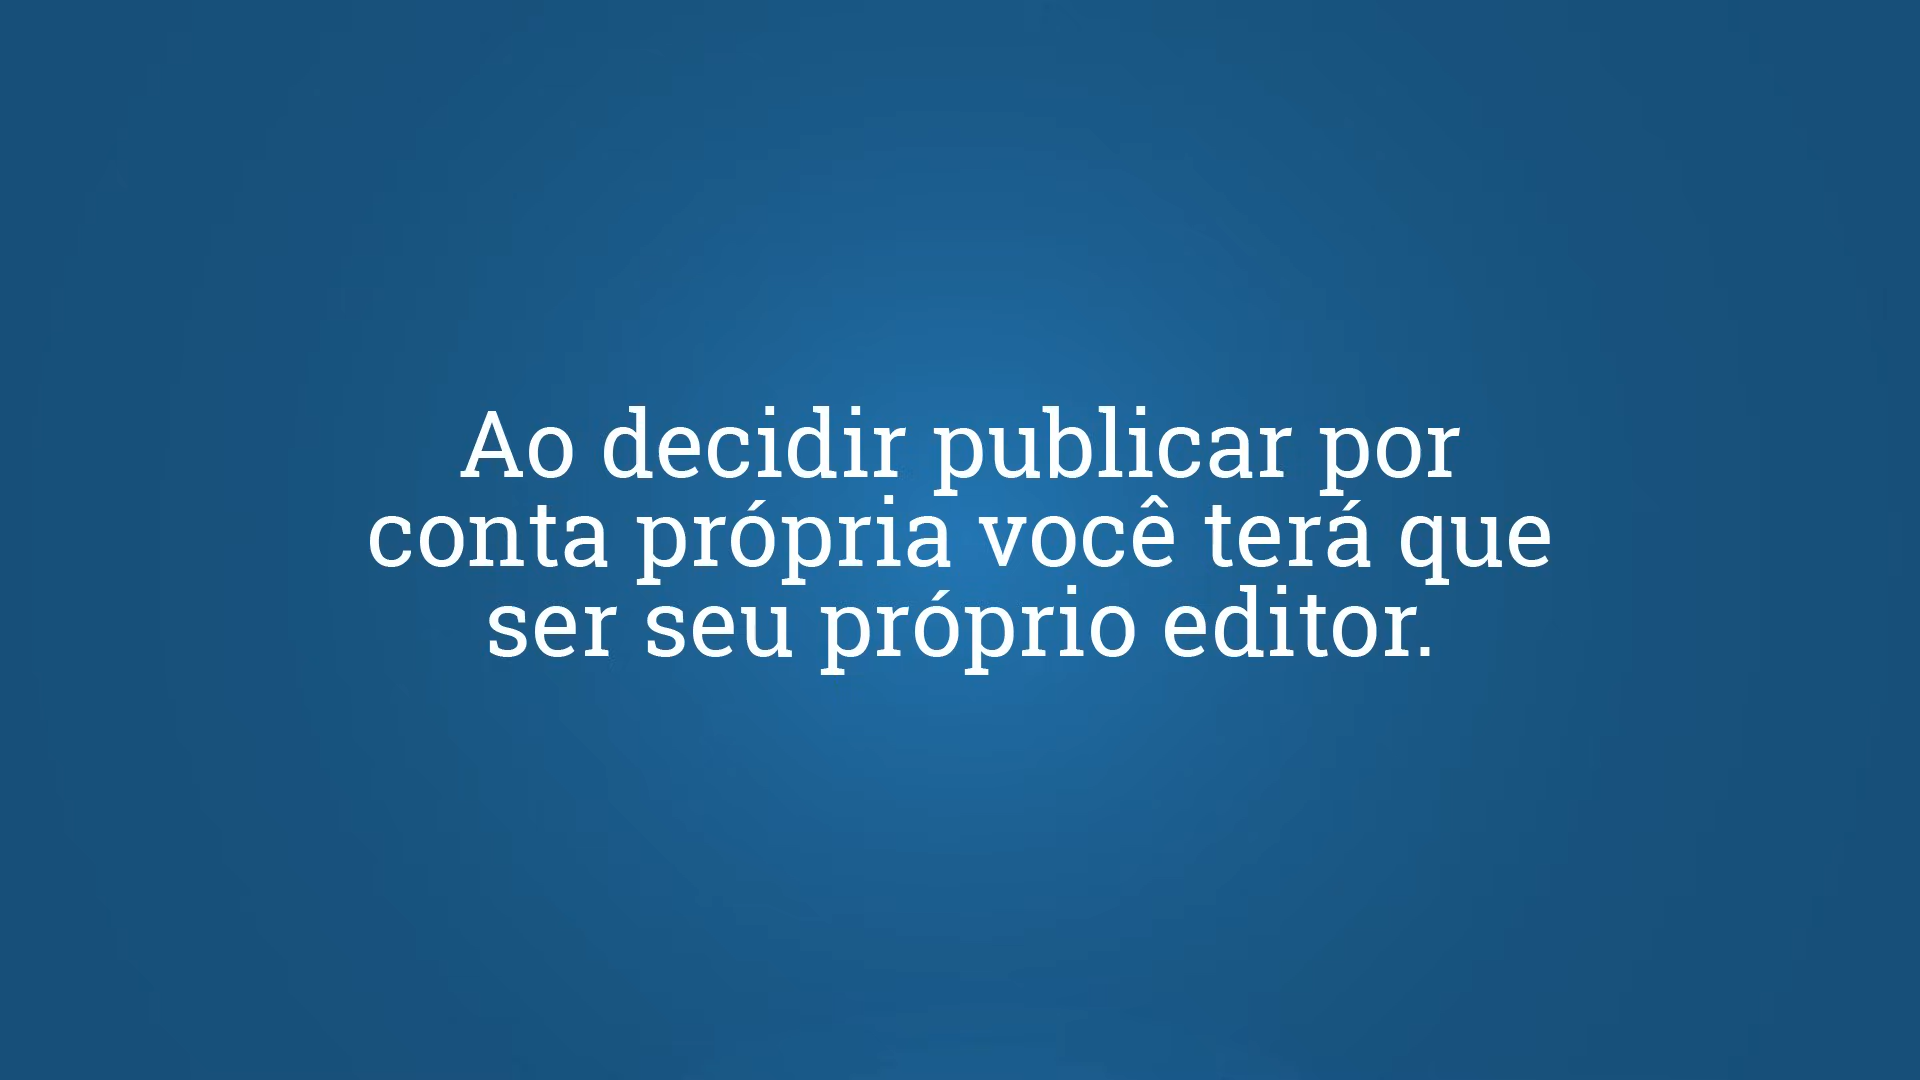 Ao decidir publicar por
conta própria você terá que
ser seu próprio editor.